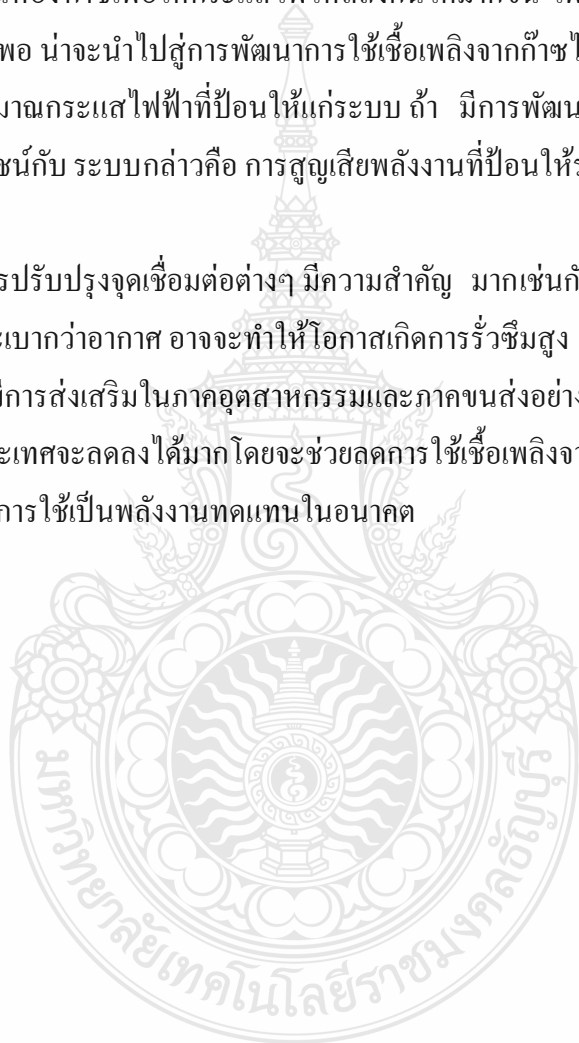 พอ น่าจะนำไปสู่การพัฒนาการใช้เชื้อเพลิงจากก๊าซไ
มาณกระแสไฟฟ้าที่ป้อนให้แก่ระบบ ถ้า มีการพัฒน
ชน์กับ ระบบกล่าวคือ การสูญเสียพลังงานที่ป้อนให้ร
รปรับปรุงจุดเชื่อมต่อต่างๆ มีความสำคัญ มากเช่นกั
ะเบากว่าอากาศ อาจจะทำให้โอกาสเกิดการรั่วซึมสูง
มีการส่งเสริมในภาคอุตสาหกรรมและภาคขนส่งอย่าง
ะเทศจะลดลงได้มากโดยจะช่วยลดการใช้เชื้อเพลิงจา
การใช้เป็นพลังงานทดแทนในอนาคต
มหาวิทยาลัยเทคโนโลยีราชมงคลธัญบุรี